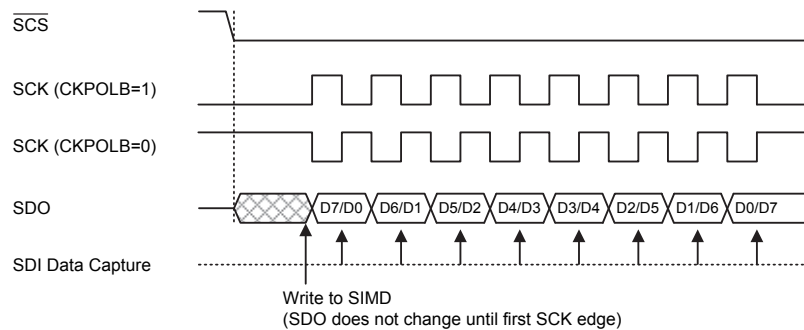 SCS
SCK (CKPOLB=1)
SCK (CKPOLB=0)
SDO
D7/D0 D6/D1 D5/D2 D4/D3 D3/D4 D2/D5 D1/D6 D0/D7
SDI Data Capture
Write to SIMD
(SDO does not change until first SCK edge)